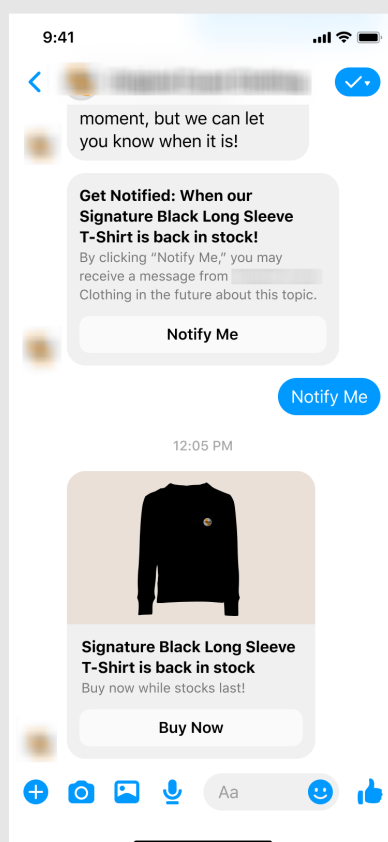 9:41
moment, but we can let
you know when it is!
Get Notified: When our
Signature Black Long Sleeve
T-Shirt is back in stock!
By clicking “Notify Me,” you may
receive a message from
Clothing in the future about this topic.
Notify Me
Notify Me
12:05 PM
Signature Black Long Sleeve
T-Shirt is back in stock
Buy now while stocks last!
Buy Now
Aa